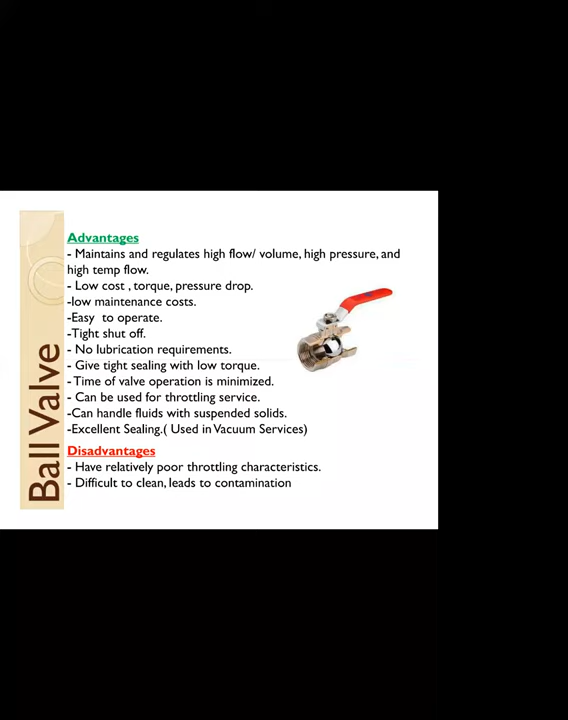 Ball Valve
Advantages
- Maintains and regulates high flow/ volume, high pressure, and
high temp flow.
- Low cost , torque, pressure drop.
-low maintenance costs.
-Easy to operate.
-Tight shut off.
- No lubrication requirements.
- Give tight sealing with low torque.
- Time of valve operation is minimized.
- Can be used for throttling service.
-Can handle fluids with suspended solids.
-Excellent Sealing.( Used in Vacuum Services)
Disadvantages
- Have relatively poor throttling characteristics.
- Difficult to clean, leads to contamination